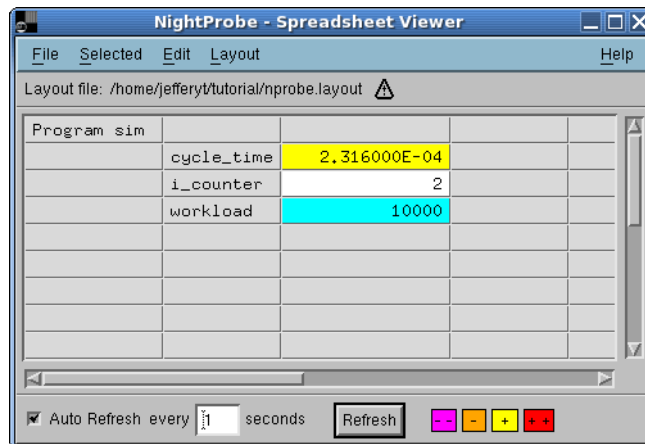 NightProbe - Spreadsheet Viewer
File Selected Edit Layout Help
Layout file: /home/jefferyt/tutorial/nprobe.layout
Program sim
cycle_time 2.316000E-04
i_counter 2
workload 10000
Auto Refresh every 1 seconds Refresh -- - + ++